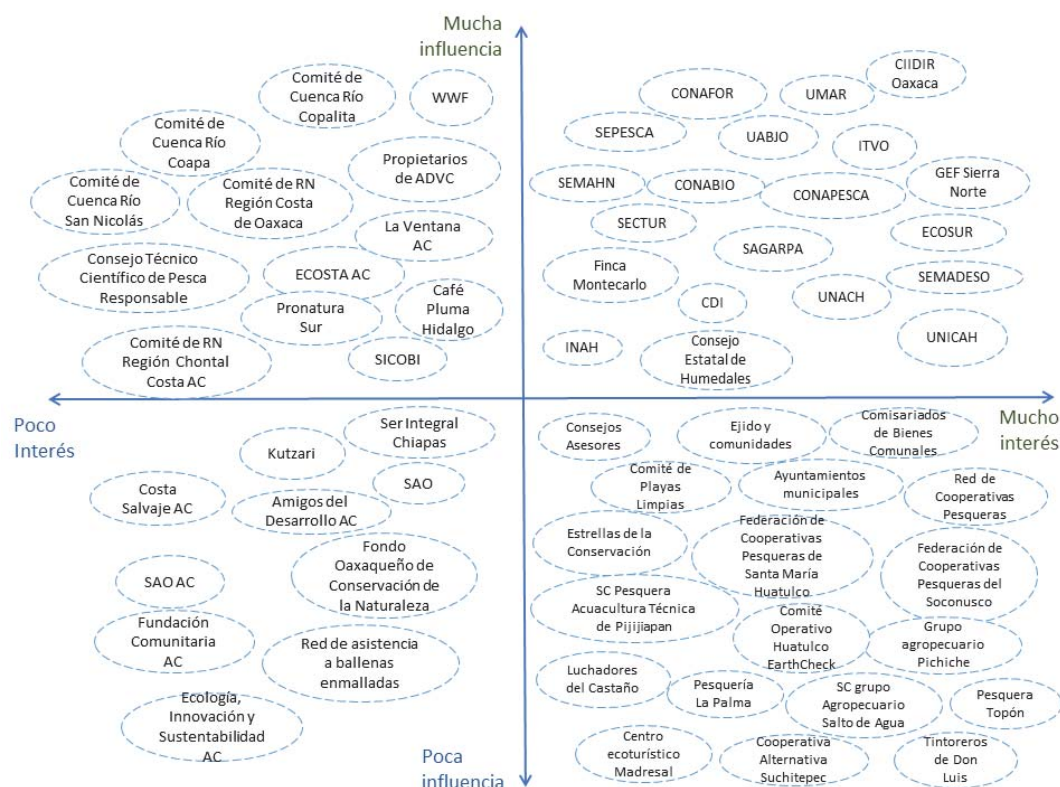 Mucha
influencia
Comité de
Cuenca Río
Copalita
WWF
Comité de
Cuenca Río
Coapa
Propietarios
de ADVC
Comité de
Cuenca Río
San Nicolás
Comité de RN
Región Costa
de Oaxaca
La Ventana
AC
Consejo Técnico
Científico de Pesca
Responsable
ECOSTA AC
Café
Pluma
Hidalgo
Pronatura
Sur
Comité de RN
Región Chontal
Costa AC
SICOBI
CIIDIR
Oaxaca
CONAFOR
UMAR
SEPESCA
UABJO
ITVO
SEMAHN
CONABIO
CONAPESCA
GEF Sierra
Norte
SECTUR
SAGARPA
ECOSUR
Finca
Montecarlo
CDI
UNACH
SEMADESO
INAH
Consejo
Estatal de
Humedales
UNICAH
Poco
Interés
Mucho
interés
Ser Integral
Chiapas
Kutzari
SAO
Costa
Salvaje AC
Amigos del
Desarrollo AC
Fondo
Oaxaqueño de
Conservación de
la Naturaleza
SAO AC
Fundación
Comunitaria
AC
Red de asistencia
a ballenas
enmalladas
Ecología,
Innovación y
Sustentabilidad
AC
Consejos
Asesores
Ejido y
comunidades
Comisariados
de Bienes
Comunales
Comité de
Playas
Limpias
Ayuntamientos
municipales
Red de
Cooperativas
Pesqueras
Estrellas de la
Conservación
Federación de
Cooperativas
Pesqueras de
Santa María
Huatulco
Federación de
Cooperativas
Pesqueras del
Soconusco
SC Pesquera
Acuacultura Técnica
de Pijijiapan
Comité
Operativo
Huatulco
EarthCheck
Grupo
agropecuario
Pichiche
Luchadores
del Castaño
Pesquería
La Palma
SC grupo
Agropecuario
Salto de Agua
Pesquera
Topón
Centro
ecoturístico
Madresal
Cooperativa
Alternativa
Suchitepec
Tintoreros
de Don
Luis
Poca
influencia